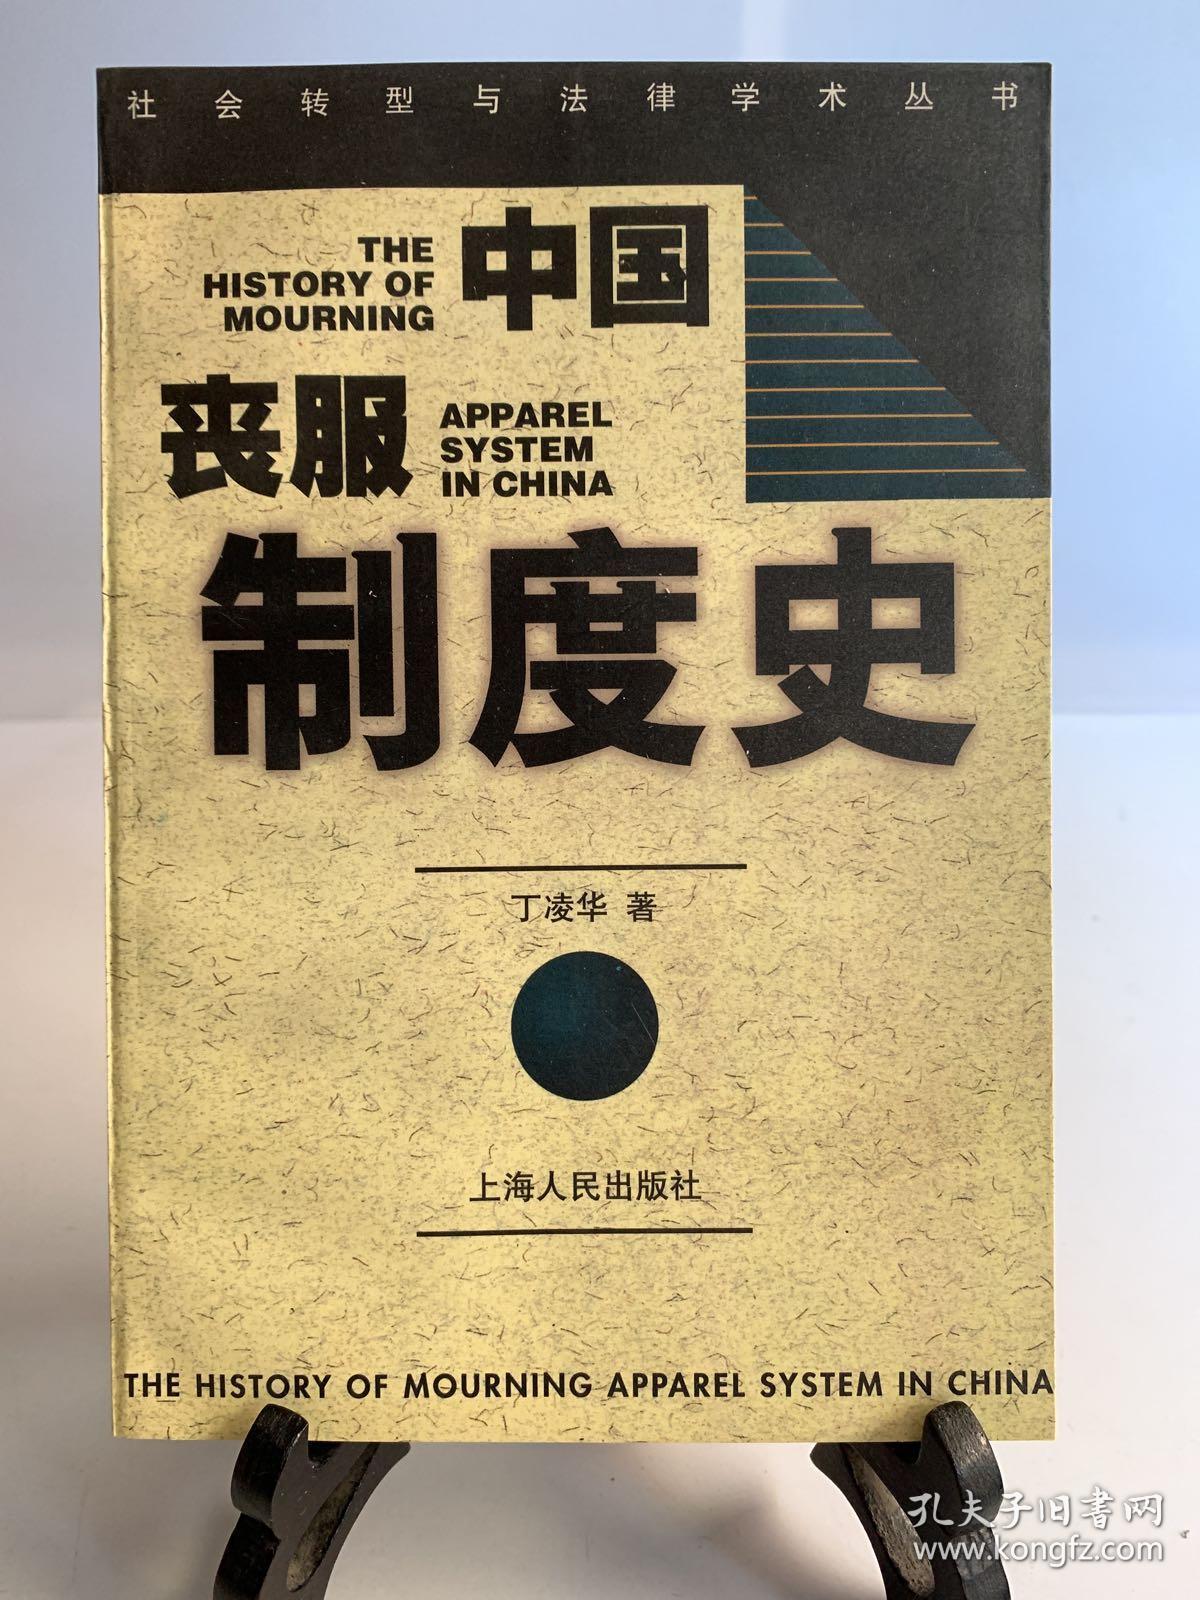 社会转型与法律学术丛书
THE
HISTORY OF
MOURNING
中国
丧服
APPAREL
SYSTEM
IN CHINA
制度史
丁凌华 著
上海人民出版社
THE HISTORY OF MOURNING APPAREL SYSTEM IN CHINA
孔夫子旧书网
www.kongfz.com